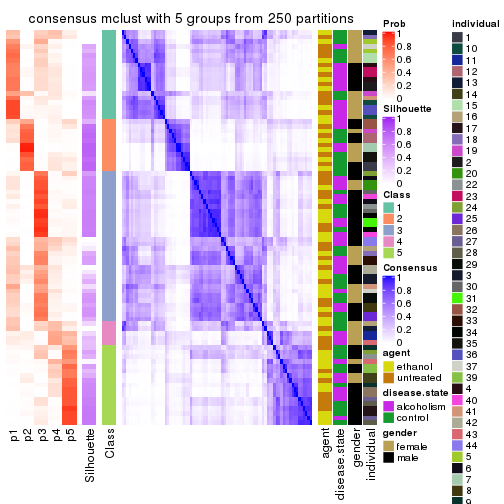 consensus mclust with 5 groups from 250 partitions
p1
p2
p3
p4
p5
Silhouette
Class
agent
disease.state
gender
individual
Prob
1
0.8
0.6
0.4
0.2
0
Silhouette
1
0.8
0.6
0.4
0.2
0
Class
1
2
3
4
5
Consensus
1
0.8
0.6
0.4
0.2
0
agent
ethanol
untreated
disease.state
alcoholism
control
gender
female
male
individual
1
10
11
12
13
14
15
16
17
18
19
2
20
22
23
24
25
26
27
28
29
3
30
31
32
33
34
35
36
37
39
4
40
41
42
43
44
5
6
7
8
9